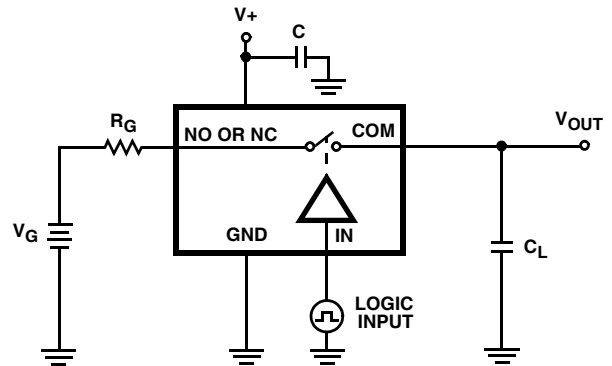 V+
C
RG
NO OR NC
COM
VOUT
VG
GND
IN
CL
LOGIC
INPUT